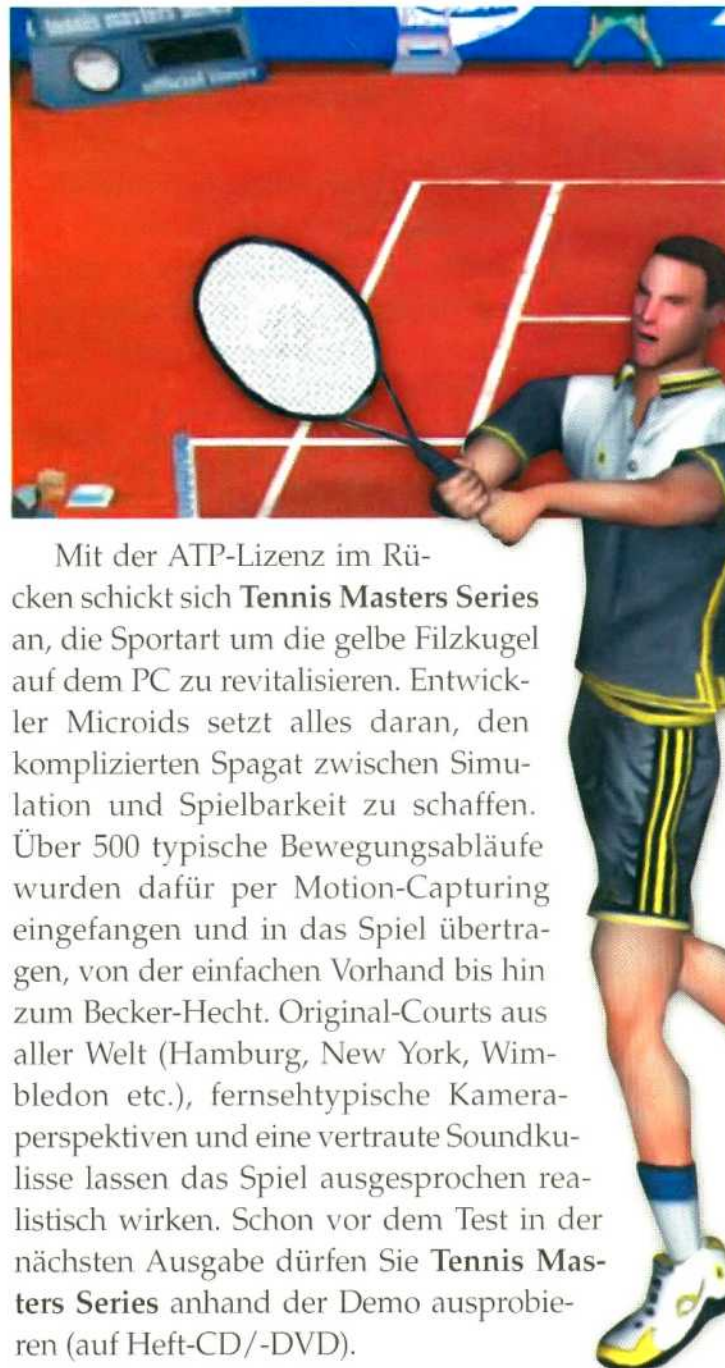 tennis masters series
official timer
Mit der ATP-Lizenz im Rü-
cken schickt sich Tennis Masters Series
an, die Sportart um die gelbe Filzkugel
auf dem PC zu revitalisieren. Entwick-
ler Microids setzt alles daran, den
komplizierten Spagat zwischen Simu-
lation und Spielbarkeit zu schaffen.
Über 500 typische Bewegungsabläufe
wurden dafür per Motion-Capturing
eingefangen und in das Spiel übertra-
gen, von der einfachen Vorhand bis hin
zum Becker-Hecht. Original-Courts aus
aller Welt (Hamburg, New York, Wim-
bledon etc.), fernsehtypische Kamera-
perspektiven und eine vertraute Soundku-
lisse lassen das Spiel ausgesprochen rea-
listisch wirken. Schon vor dem Test in der
nächsten Ausgabe dürfen Sie Tennis Mas-
ters Series anhand der Demo ausprobie-
ren (auf Heft-CD/-DVD).